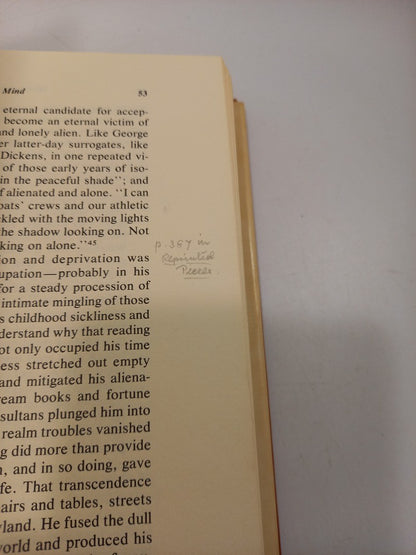 Mind 53
eternal candidate for accep-
become an eternal victim of
nd lonely alien. Like George
er latter-day surrogates, like
Dickens, in one repeated vi-
of those early years of iso-
in the peaceful shade"; and
f alienated and alone. "I can
oats' crews and our athletic
ckled with the moving lights
the shadow looking on. Not
king on alone."45
p. 357 in
Reprinted
Pieces
ion and deprivation was
upation—probably in his
for a steady procession of
intimate mingling of those
s childhood sickliness and
derstand why that reading
ot only occupied his time
ess stretched out empty
and mitigated his aliena-
ream books and fortune
sultans plunged him into
realm troubles vanished
g did more than provide
n, and in so doing, gave
fe. That transcendence
airs and tables, streets
yland. He fused the dull
world and produced his